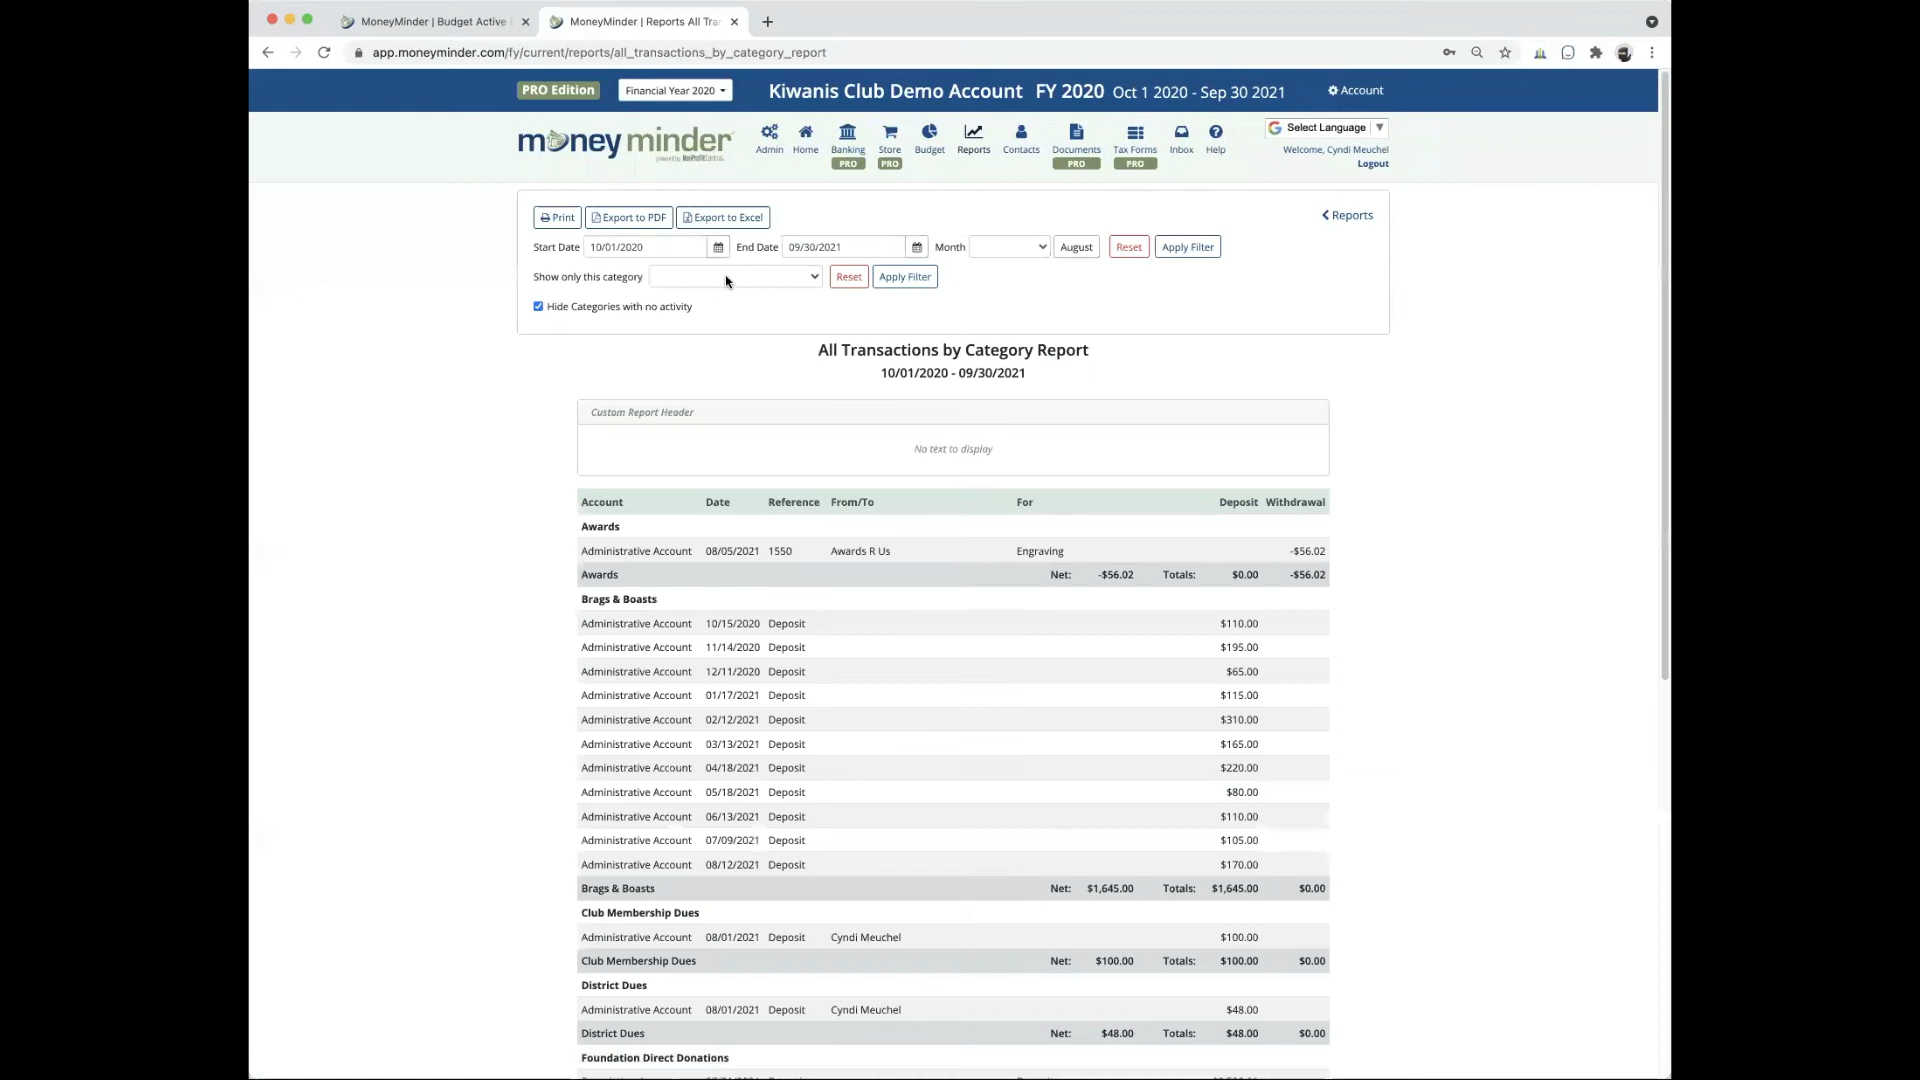 MoneyMinder | Budget Active
MoneyMinder | Reports All Tra
app.moneyminder.com/fy/current/reports/all_transactions_by_category_report
PRO Edition Financial Year 2020 Kiwanis Club Demo Account FY 2020 Oct 1 2020 - Sep 30 2021 Account
money minder
powered by
Admin Home Banking Store Budget Reports Contacts Documents Tax Forms Inbox Help
PRO PRO PRO PRO
G Select Language ▼
Welcome, Cyndi Meuchel
Logout
Print Export to PDF Export to Excel < Reports
Start Date 10/01/2020 End Date 09/30/2021 Month August Reset Apply Filter
Show only this category Reset Apply Filter
Hide Categories with no activity
All Transactions by Category Report
10/01/2020 - 09/30/2021
Custom Report Header
No text to display
Account Date Reference From/To For Deposit Withdrawal
Awards
Administrative Account 08/05/2021 1550 Awards R Us Engraving -$56.02
Awards Net: -$56.02 Totals: $0.00 -$56.02
Brags & Boasts
Administrative Account 10/15/2020 Deposit $110.00
Administrative Account 11/14/2020 Deposit $195.00
Administrative Account 12/11/2020 Deposit $65.00
Administrative Account 01/17/2021 Deposit $115.00
Administrative Account 02/12/2021 Deposit $310.00
Administrative Account 03/13/2021 Deposit $165.00
Administrative Account 04/18/2021 Deposit $220.00
Administrative Account 05/18/2021 Deposit $80.00
Administrative Account 06/13/2021 Deposit $110.00
Administrative Account 07/09/2021 Deposit $105.00
Administrative Account 08/12/2021 Deposit $170.00
Brags & Boasts Net: $1,645.00 Totals: $1,645.00 $0.00
Club Membership Dues
Administrative Account 08/01/2021 Deposit Cyndi Meuchel $100.00
Club Membership Dues Net: $100.00 Totals: $100.00 $0.00
District Dues
Administrative Account 08/01/2021 Deposit Cyndi Meuchel $48.00
District Dues Net: $48.00 Totals: $48.00 $0.00
Foundation Direct Donations